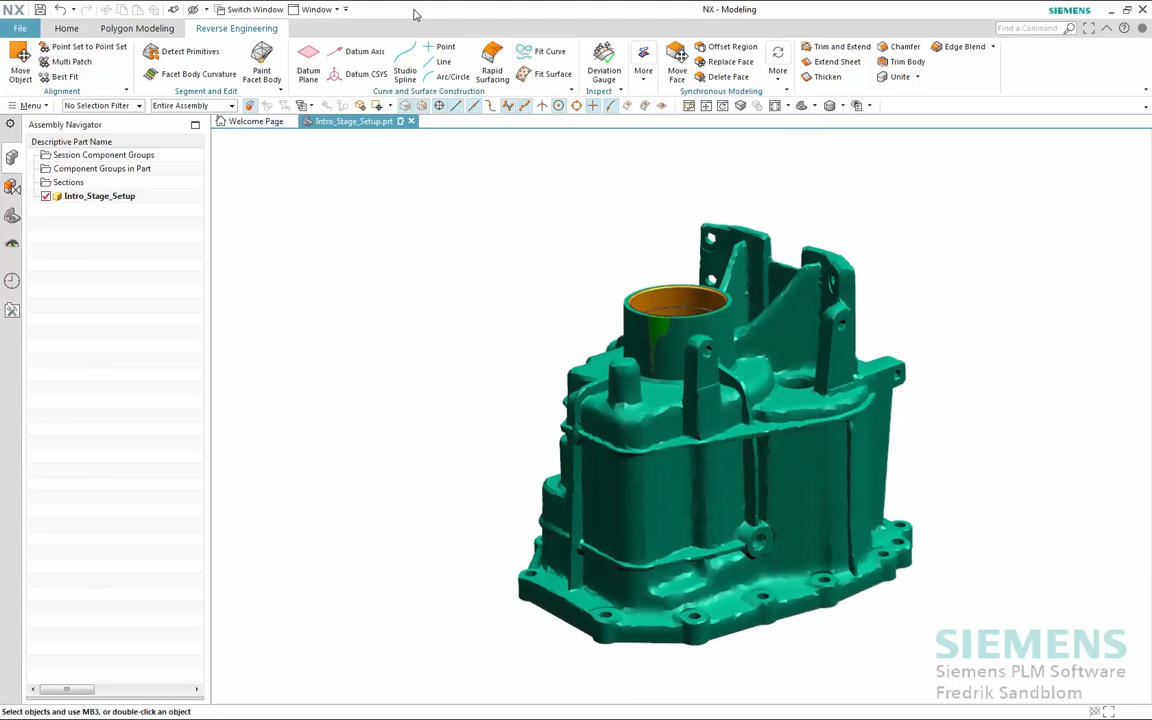 NX
Switch Window
Window
NX - Modeling
SIEMENS
File
Home
Polygon Modeling
Reverse Engineering
Find a Command
Move Object
Point Set to Point Set
Multi Patch
Best Fit
Alignment
Detect Primitives
Facet Body Curvature
Paint Facet Body
Segment and Edit
Datum Plane
Datum Axis
Datum CSYS
Studio Spline
Point
Line
Arc/Circle
Rapid Surfacing
Fit Curve
Fit Surface
Curve and Surface Construction
Deviation Gauge
More
Inspect
Move Face
Offset Region
Replace Face
Delete Face
More
Synchronous Modeling
Trim and Extend
Extend Sheet
Thicken
Chamfer
Trim Body
Unite
Edge Blend
Menu
No Selection Filter
Entire Assembly
Assembly Navigator
Welcome Page
Intro_Stage_Setup.prt
Descriptive Part Name
Session Component Groups
Component Groups in Part
Sections
Intro_Stage_Setup
SIEMENS
Siemens PLM Software
Fredrik Sandblom
Select objects and use MB3, or double-click an object